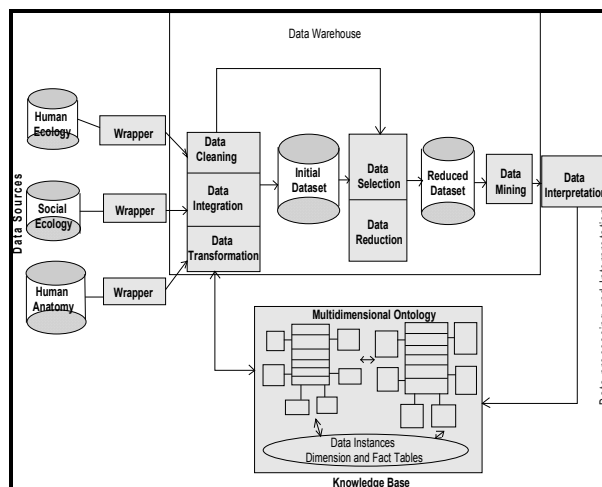 Data Warehouse
Data Sources
Human
Ecology
Wrapper
Social
Ecology
Wrapper
Human
Anatomy
Wrapper
Data
Cleaning
Data
Integration
Data
Transformation
Initial
Dataset
Data
Selection
Data
Reduction
Reduced
Dataset
Data
Mining
Data
Interpretation
Multidimensional Ontology
Data Instances
Dimension and Fact Tables
Knowledge Base